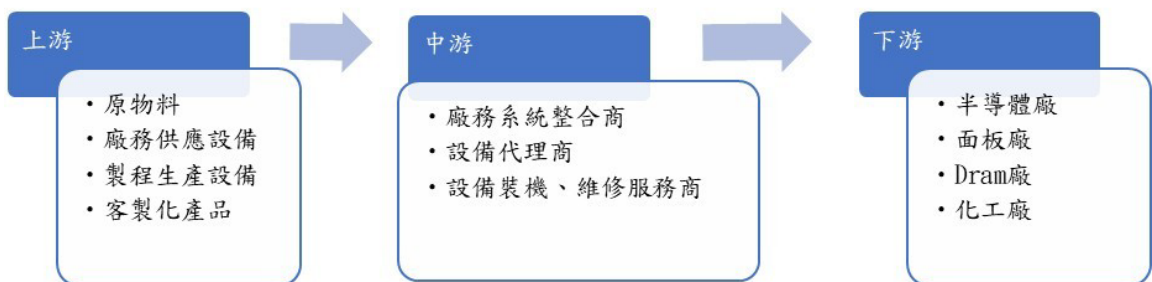 上游
・原物料
・廠務供應設備
・製程生產設備
・客製化產品
中游
・廠務系統整合商
・設備代理商
・設備裝機、維修服務商
下游
・半導體廠
・面板廠
・Dram廠
・化工廠